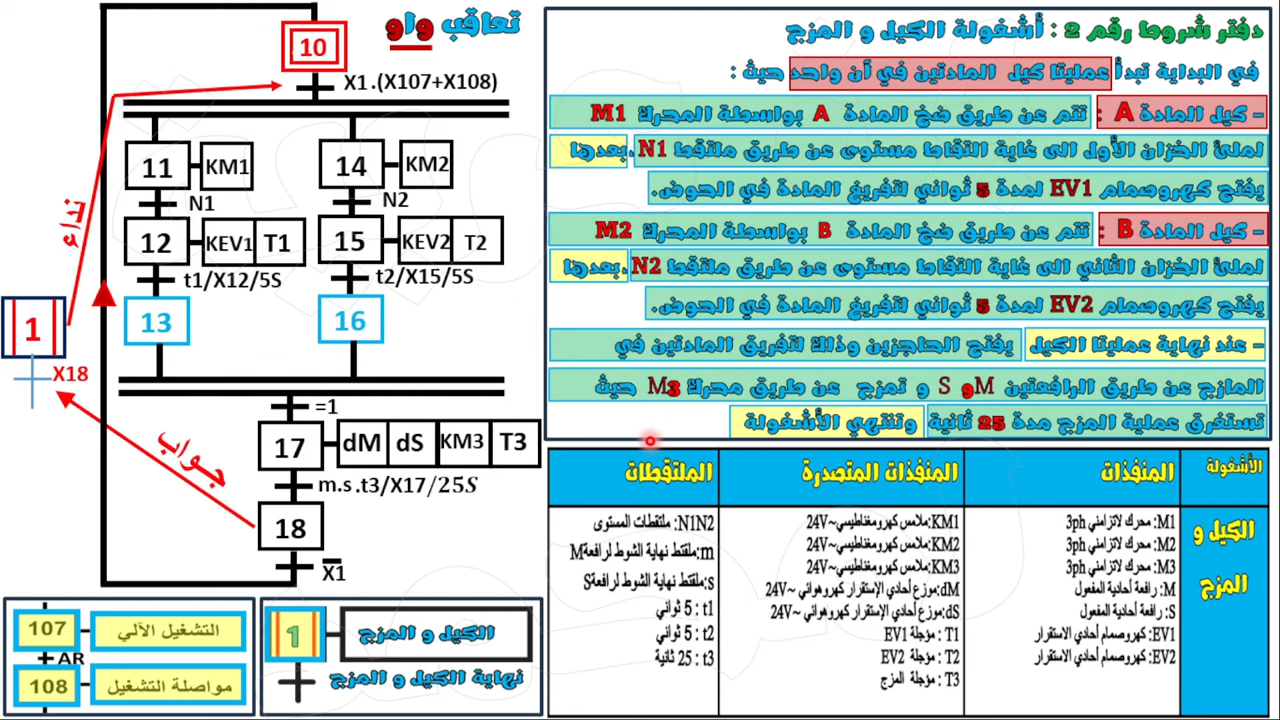 دفتر شروط رقم 2 : أشغولة الكيل و المزج
في البداية تبدأ عمليتا كيل المادتين في آن واحد حيث :
- كيل المادة A : تتم عن طريق ضخ المادة A بواسطة المحرك M1
لملئ الخزان الأول الى غاية التقاط مستوى عن طريق ملتقط N1 .بعدها
يفتح كهروصمام EV1 لمدة 5 ثواني لتفريغ المادة في الحوض.
- كيل المادة B : تتم عن طريق ضخ المادة B بواسطة المحرك M2
لملئ الخزان الثاني الى غاية التقاط مستوى عن طريق ملتقط N2 .بعدها
يفتح كهروصمام EV2 لمدة 5 ثواني لتفريغ المادة في الحوض.
- عند نهاية عمليتا الكيل يفتح الحاجزين وذلك لتفريق المادتين في
المازج عن طريق الرافعتين M و S و تمزج عن طريق محرك M3 حيث
تستغرق عملية المزج مدة 25 ثانية وتنتهي الأشغولة
تعاقب واو
10
X1.(X107+X108)
11 KM1
14 KM2
N1
N2
12 KEV1 T1
15 KEV2 T2
t1/X12/5S
t2/X15/5S
13
16
نداء
1
X18
=1
جواب
17 dM dS KM3 T3
m.s.t3/X17/25S
18
X̅1̅
الأشغولة
المنفذات
المنفذات المتصدرة
الملتقطات
الكيل و
المزج
M1: محرك لاتزامني 3ph
M2: محرك لاتزامني 3ph
M3: محرك لاتزامني 3ph
M: رافعة أحادية المفعول
S: رافعة أحادية المفعول
EV1: كهروصمام أحادي الاستقرار
EV2: كهروصمام أحادي الاستقرار
KM1:ملامس كهرومغناطيسي~24V
KM2:ملامس كهرومغناطيسي~24V
KM3:ملامس كهرومغناطيسي~24V
dM:موزع أحادي الإستقرار كهروهوائي ~24V
dS:موزع أحادي الإستقرار كهروهوائي ~24V
T1 : مؤجلة EV1
T2 : مؤجلة EV2
T3 : مؤجلة المزج
N1N2: ملتقطات المستوى
m:ملتقط نهاية الشوط لرافعةM
s:ملتقط نهاية الشوط لرافعةS
t1 : 5 ثواني
t2 : 5 ثواني
t3 : 25 ثانية
107 التشغيل الآلي
AR
108 مواصلة التشغيل
1 الكيل و المزج
نهاية الكيل و المزج